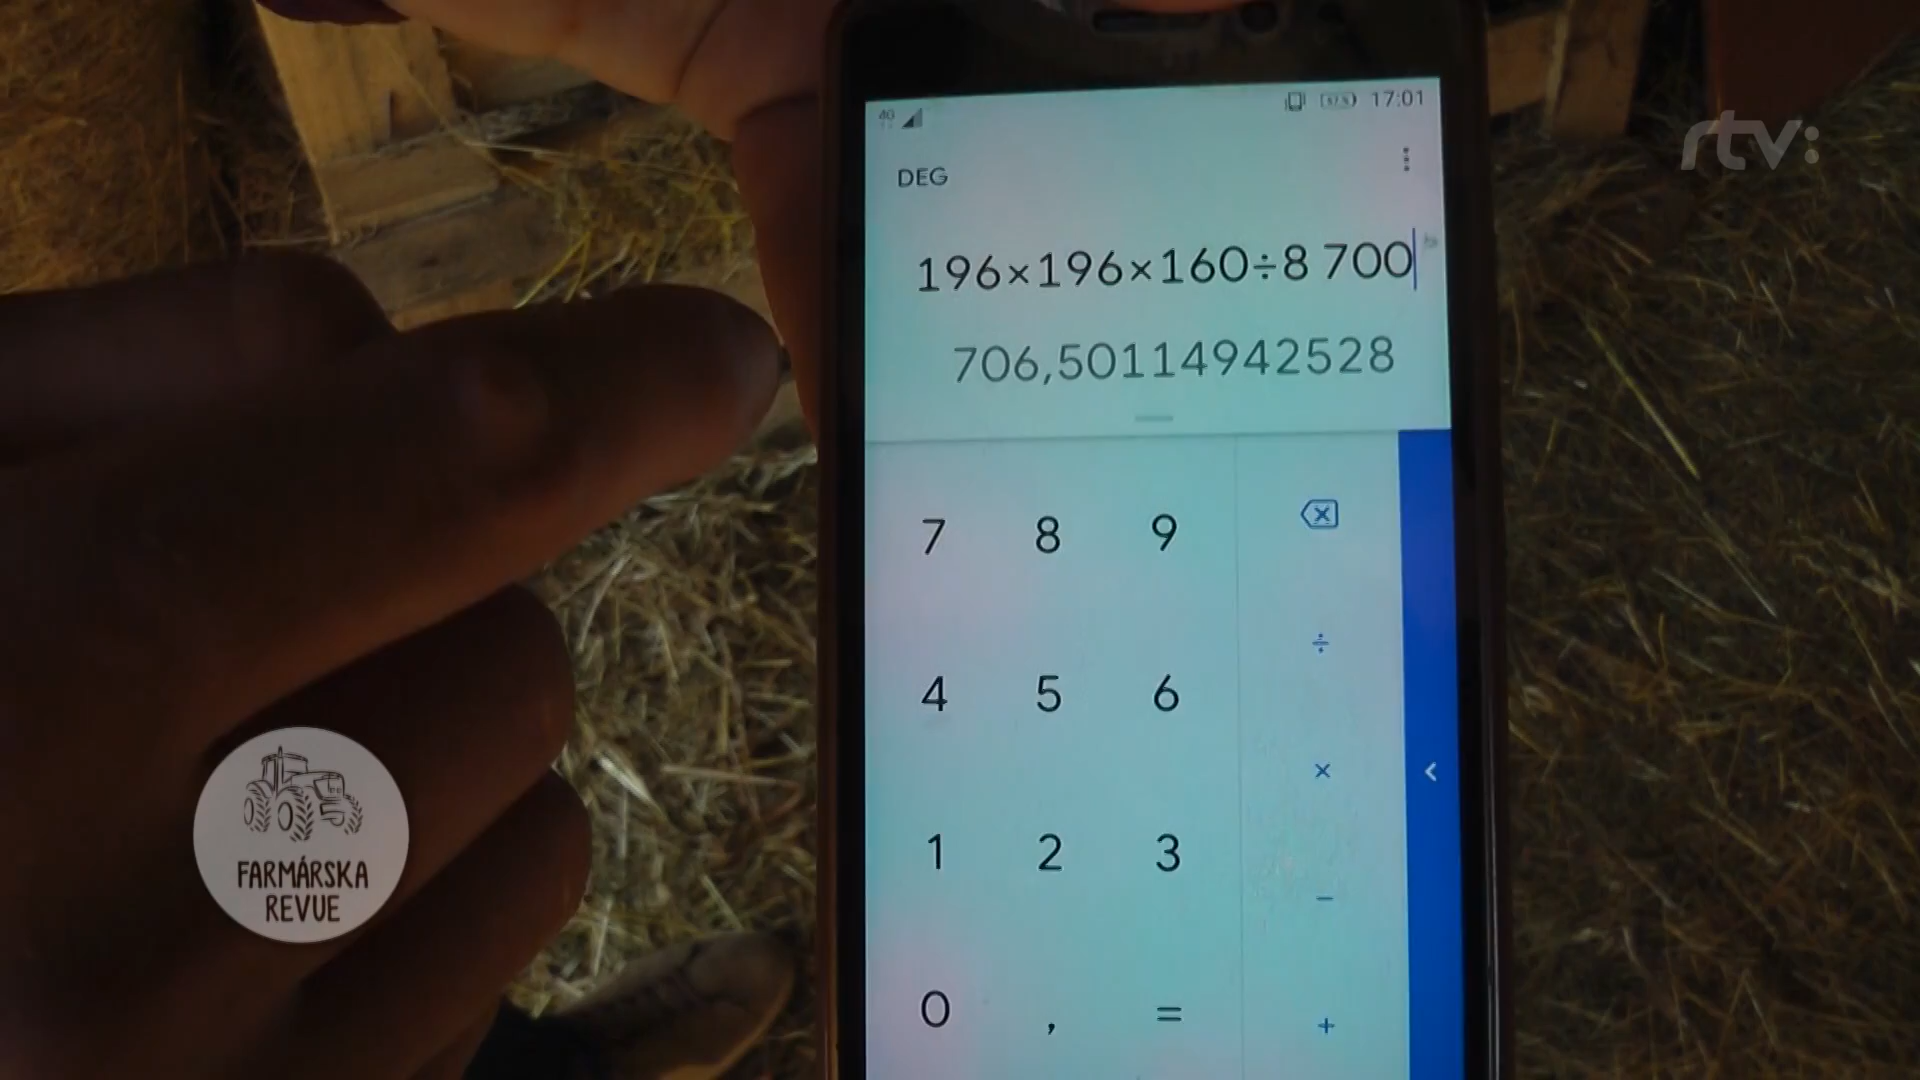 4G
17:01
rtv:
DEG
196×196×160÷8 700
706,50114942528
7 8 9
÷
4 5 6
×
1 2 3
−
0 , =
+
FARMÁRSKA
REVUE